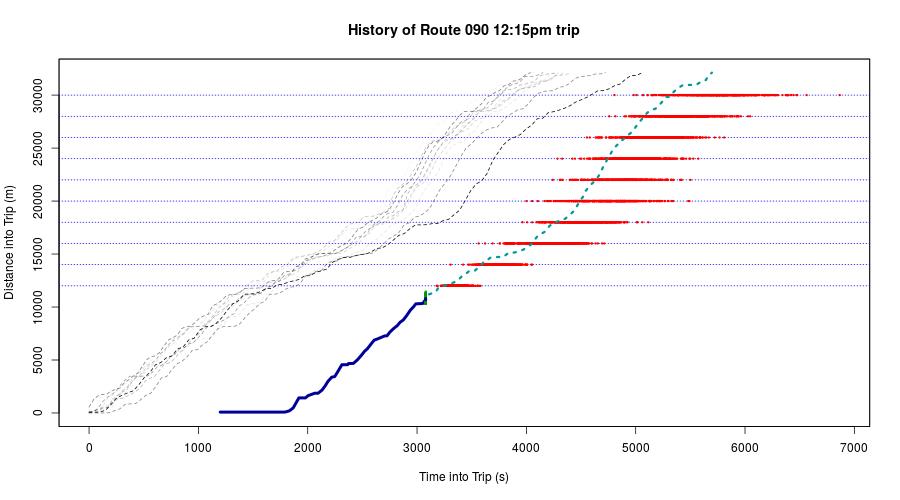 History of Route 090 12:15pm trip
Distance into Trip (m)
30000
25000
20000
15000
10000
5000
0
0 1000 2000 3000 4000 5000 6000 7000
Time into Trip (s)